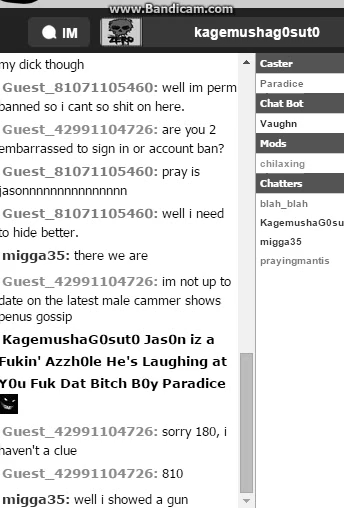 www.Bandicam.com
IM
ZERO
kagemushag0sut0
my dick though
Guest_81071105460: well im perm
banned so i cant so shit on here.
Guest_42991104726: are you 2
embarrassed to sign in or account ban?
Guest_81071105460: pray is
jasonnnnnnnnnnnnnnn
Guest_81071105460: well i need
to hide better.
migga35: there we are
Guest_42991104726: im not up to
date on the latest male cammer shows
penus gossip
KagemushaG0sut0 Jas0n iz a
Fukin' Azzh0le He's Laughing at
Y0u Fuk Dat Bitch B0y Paradice
Guest_42991104726: sorry 180, i
haven't a clue
Guest_42991104726: 810
migga35: well i showed a gun
Caster
Paradice
Chat Bot
Vaughn
Mods
chilaxing
Chatters
blah_blah
KagemushaG0su
migga35
prayingmantis